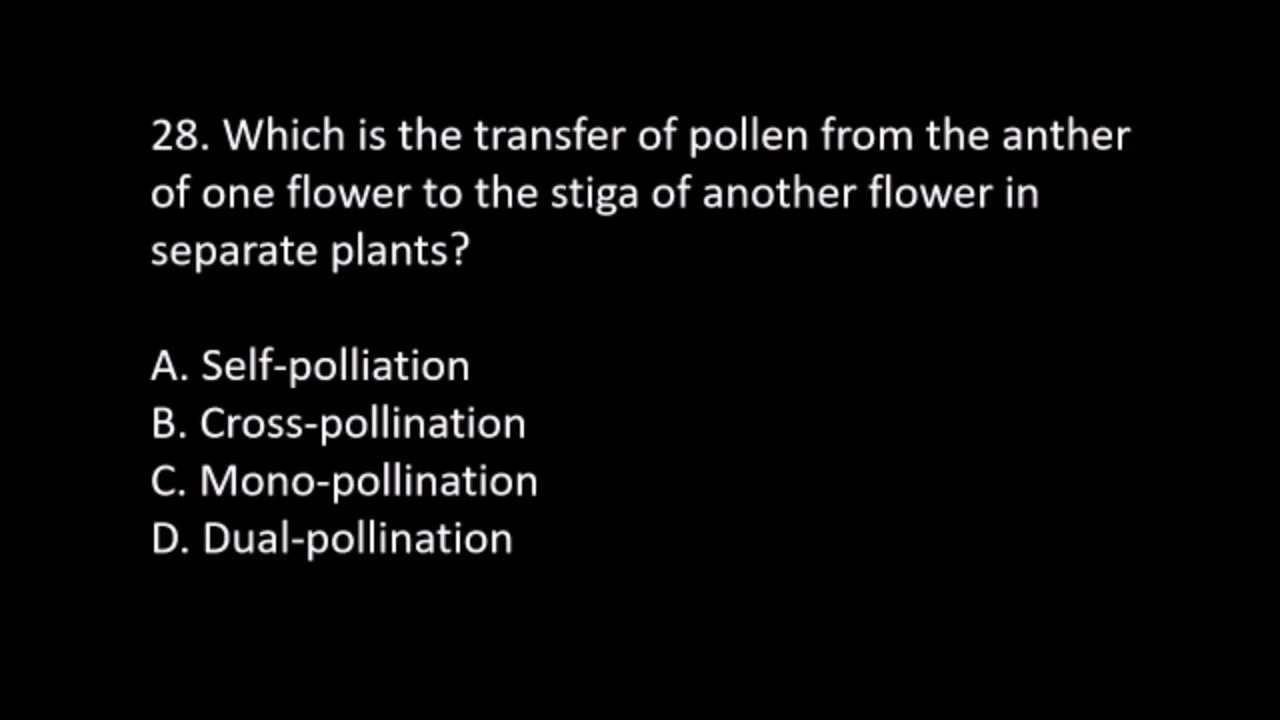 28. Which is the transfer of pollen from the anther
of one flower to the stiga of another flower in
separate plants?
A. Self-polliation
B. Cross-pollination
C. Mono-pollination
D. Dual-pollination